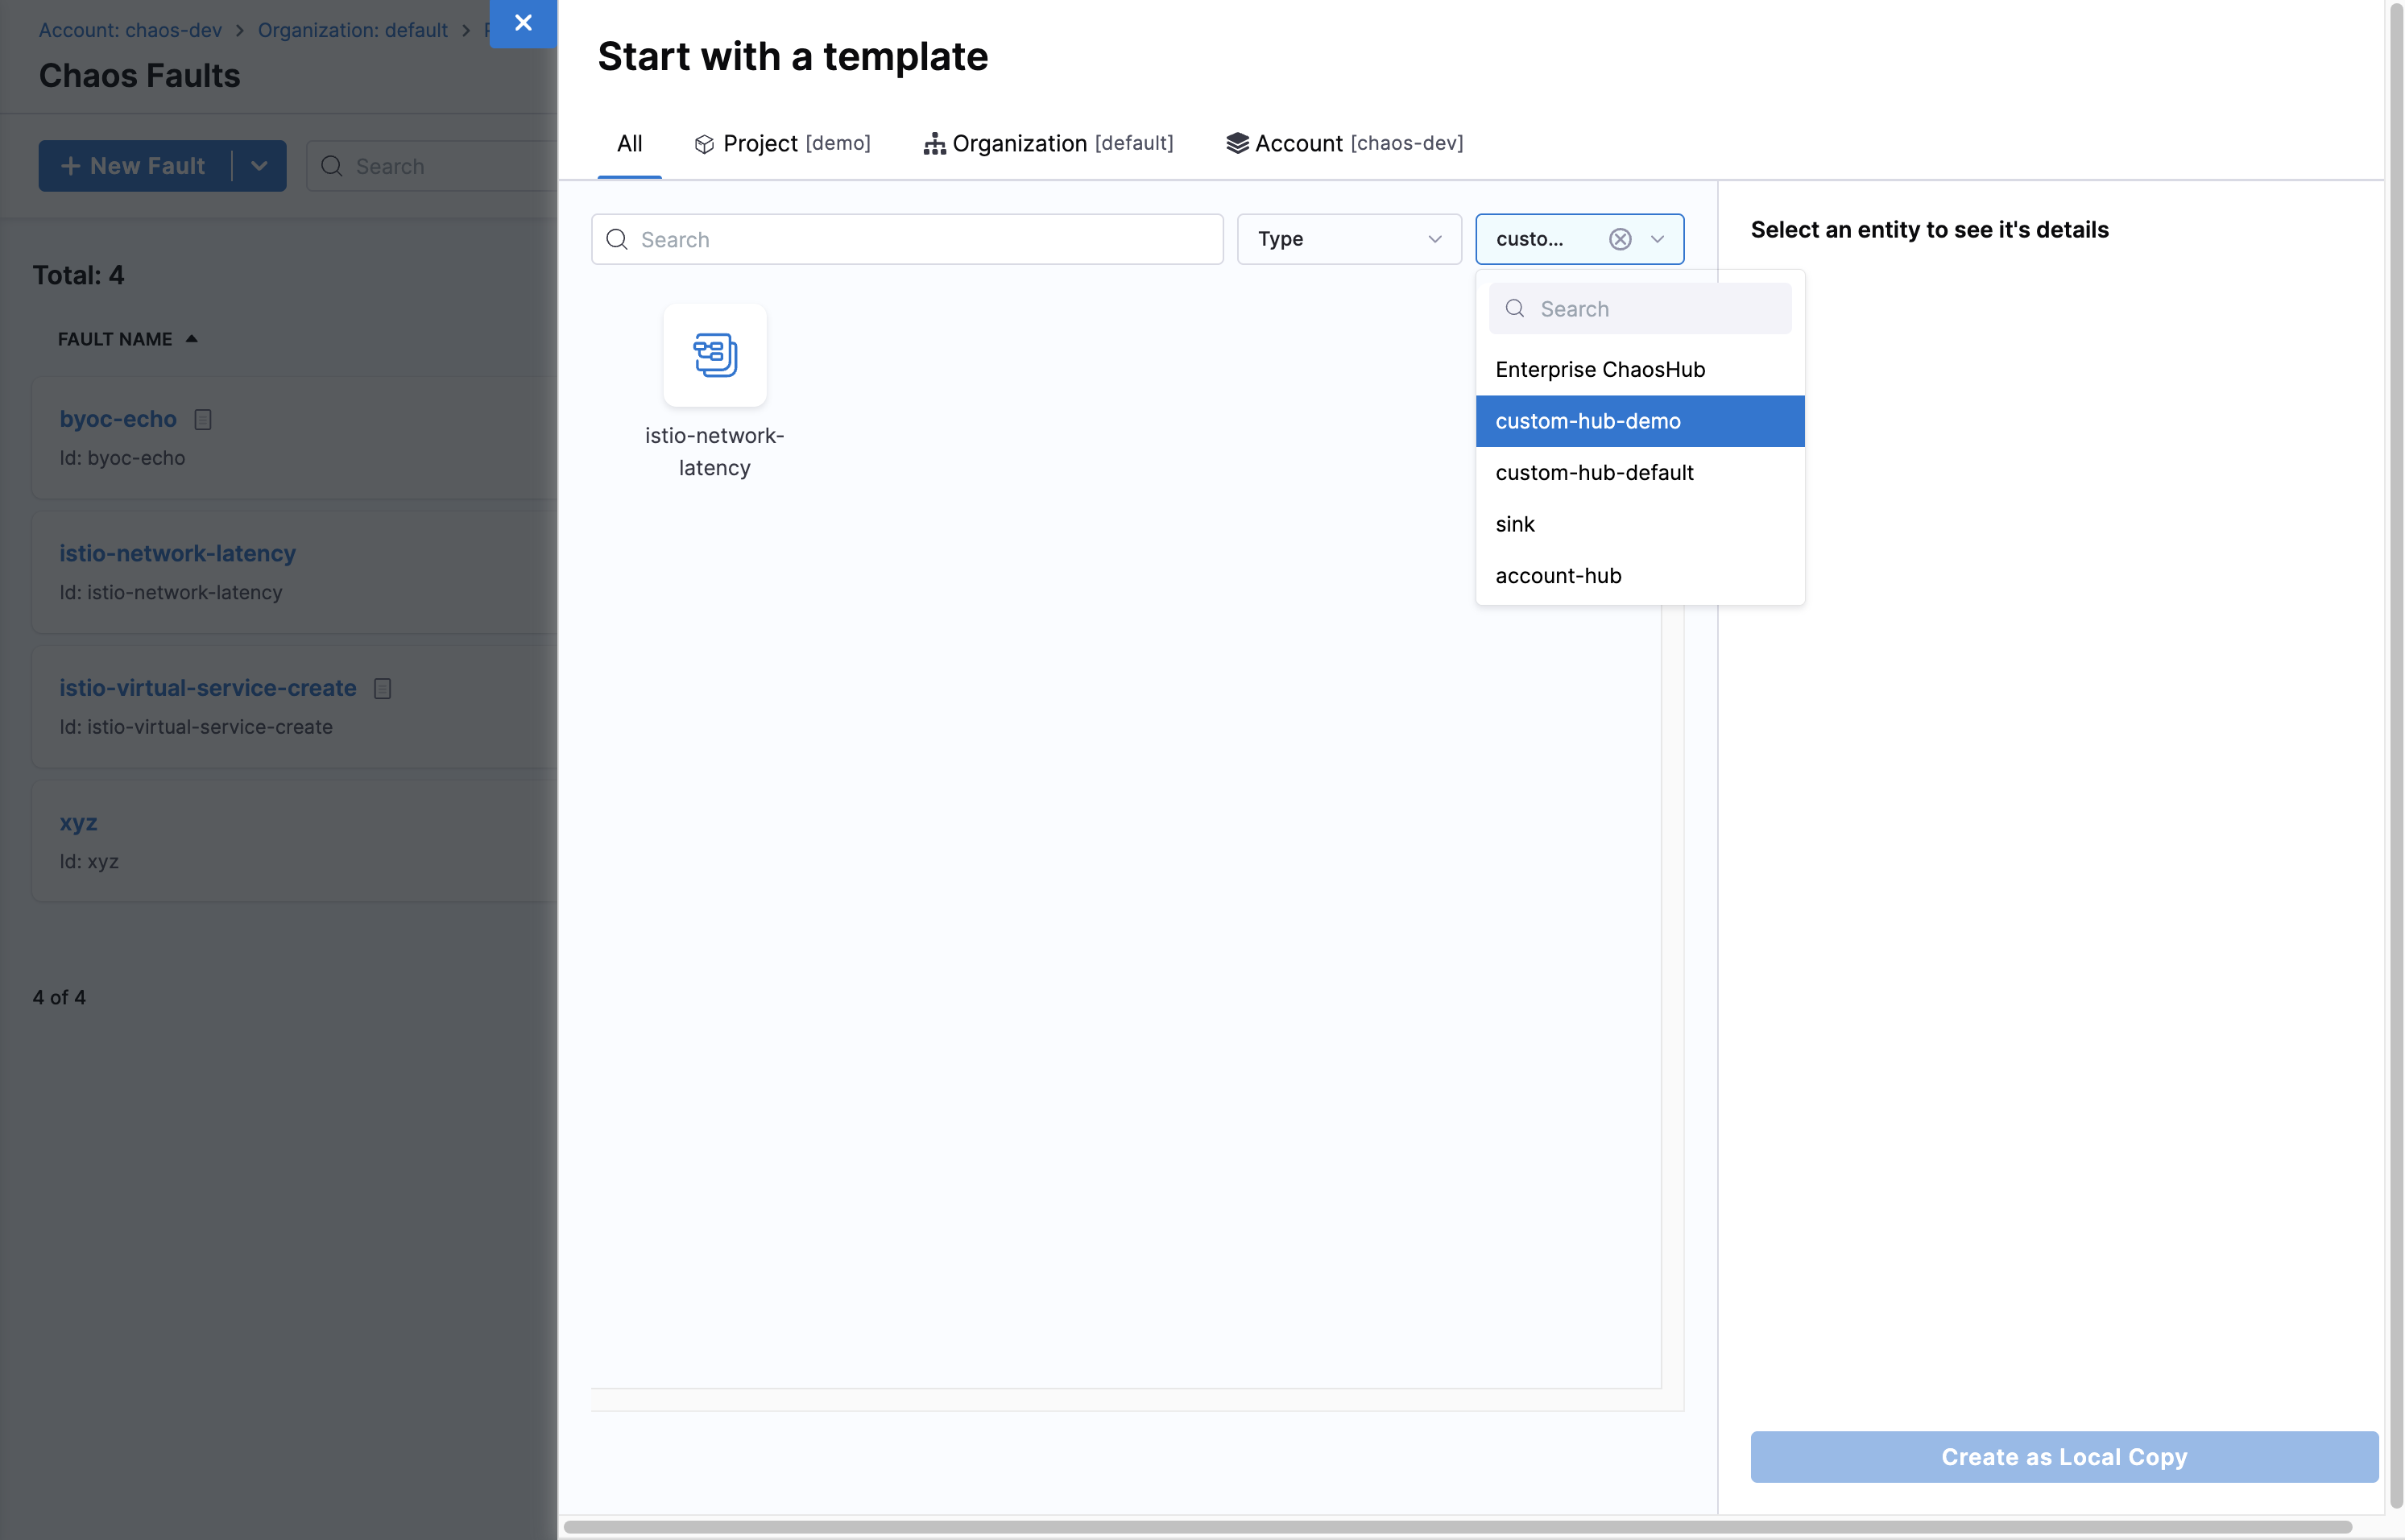 Account: chaos-dev > Organization: default >
Chaos Faults
+ New Fault
Search
Total: 4
FAULT NAME
byoc-echo
Id: byoc-echo
istio-network-latency
Id: istio-network-latency
istio-virtual-service-create
Id: istio-virtual-service-create
xyz
Id: xyz
4 of 4
Start with a template
All
Project [demo]
Organization [default]
Account [chaos-dev]
Search
Type
custo...
Search
Enterprise ChaosHub
custom-hub-demo
custom-hub-default
sink
account-hub
istio-network-
latency
Select an entity to see it's details
Create as Local Copy